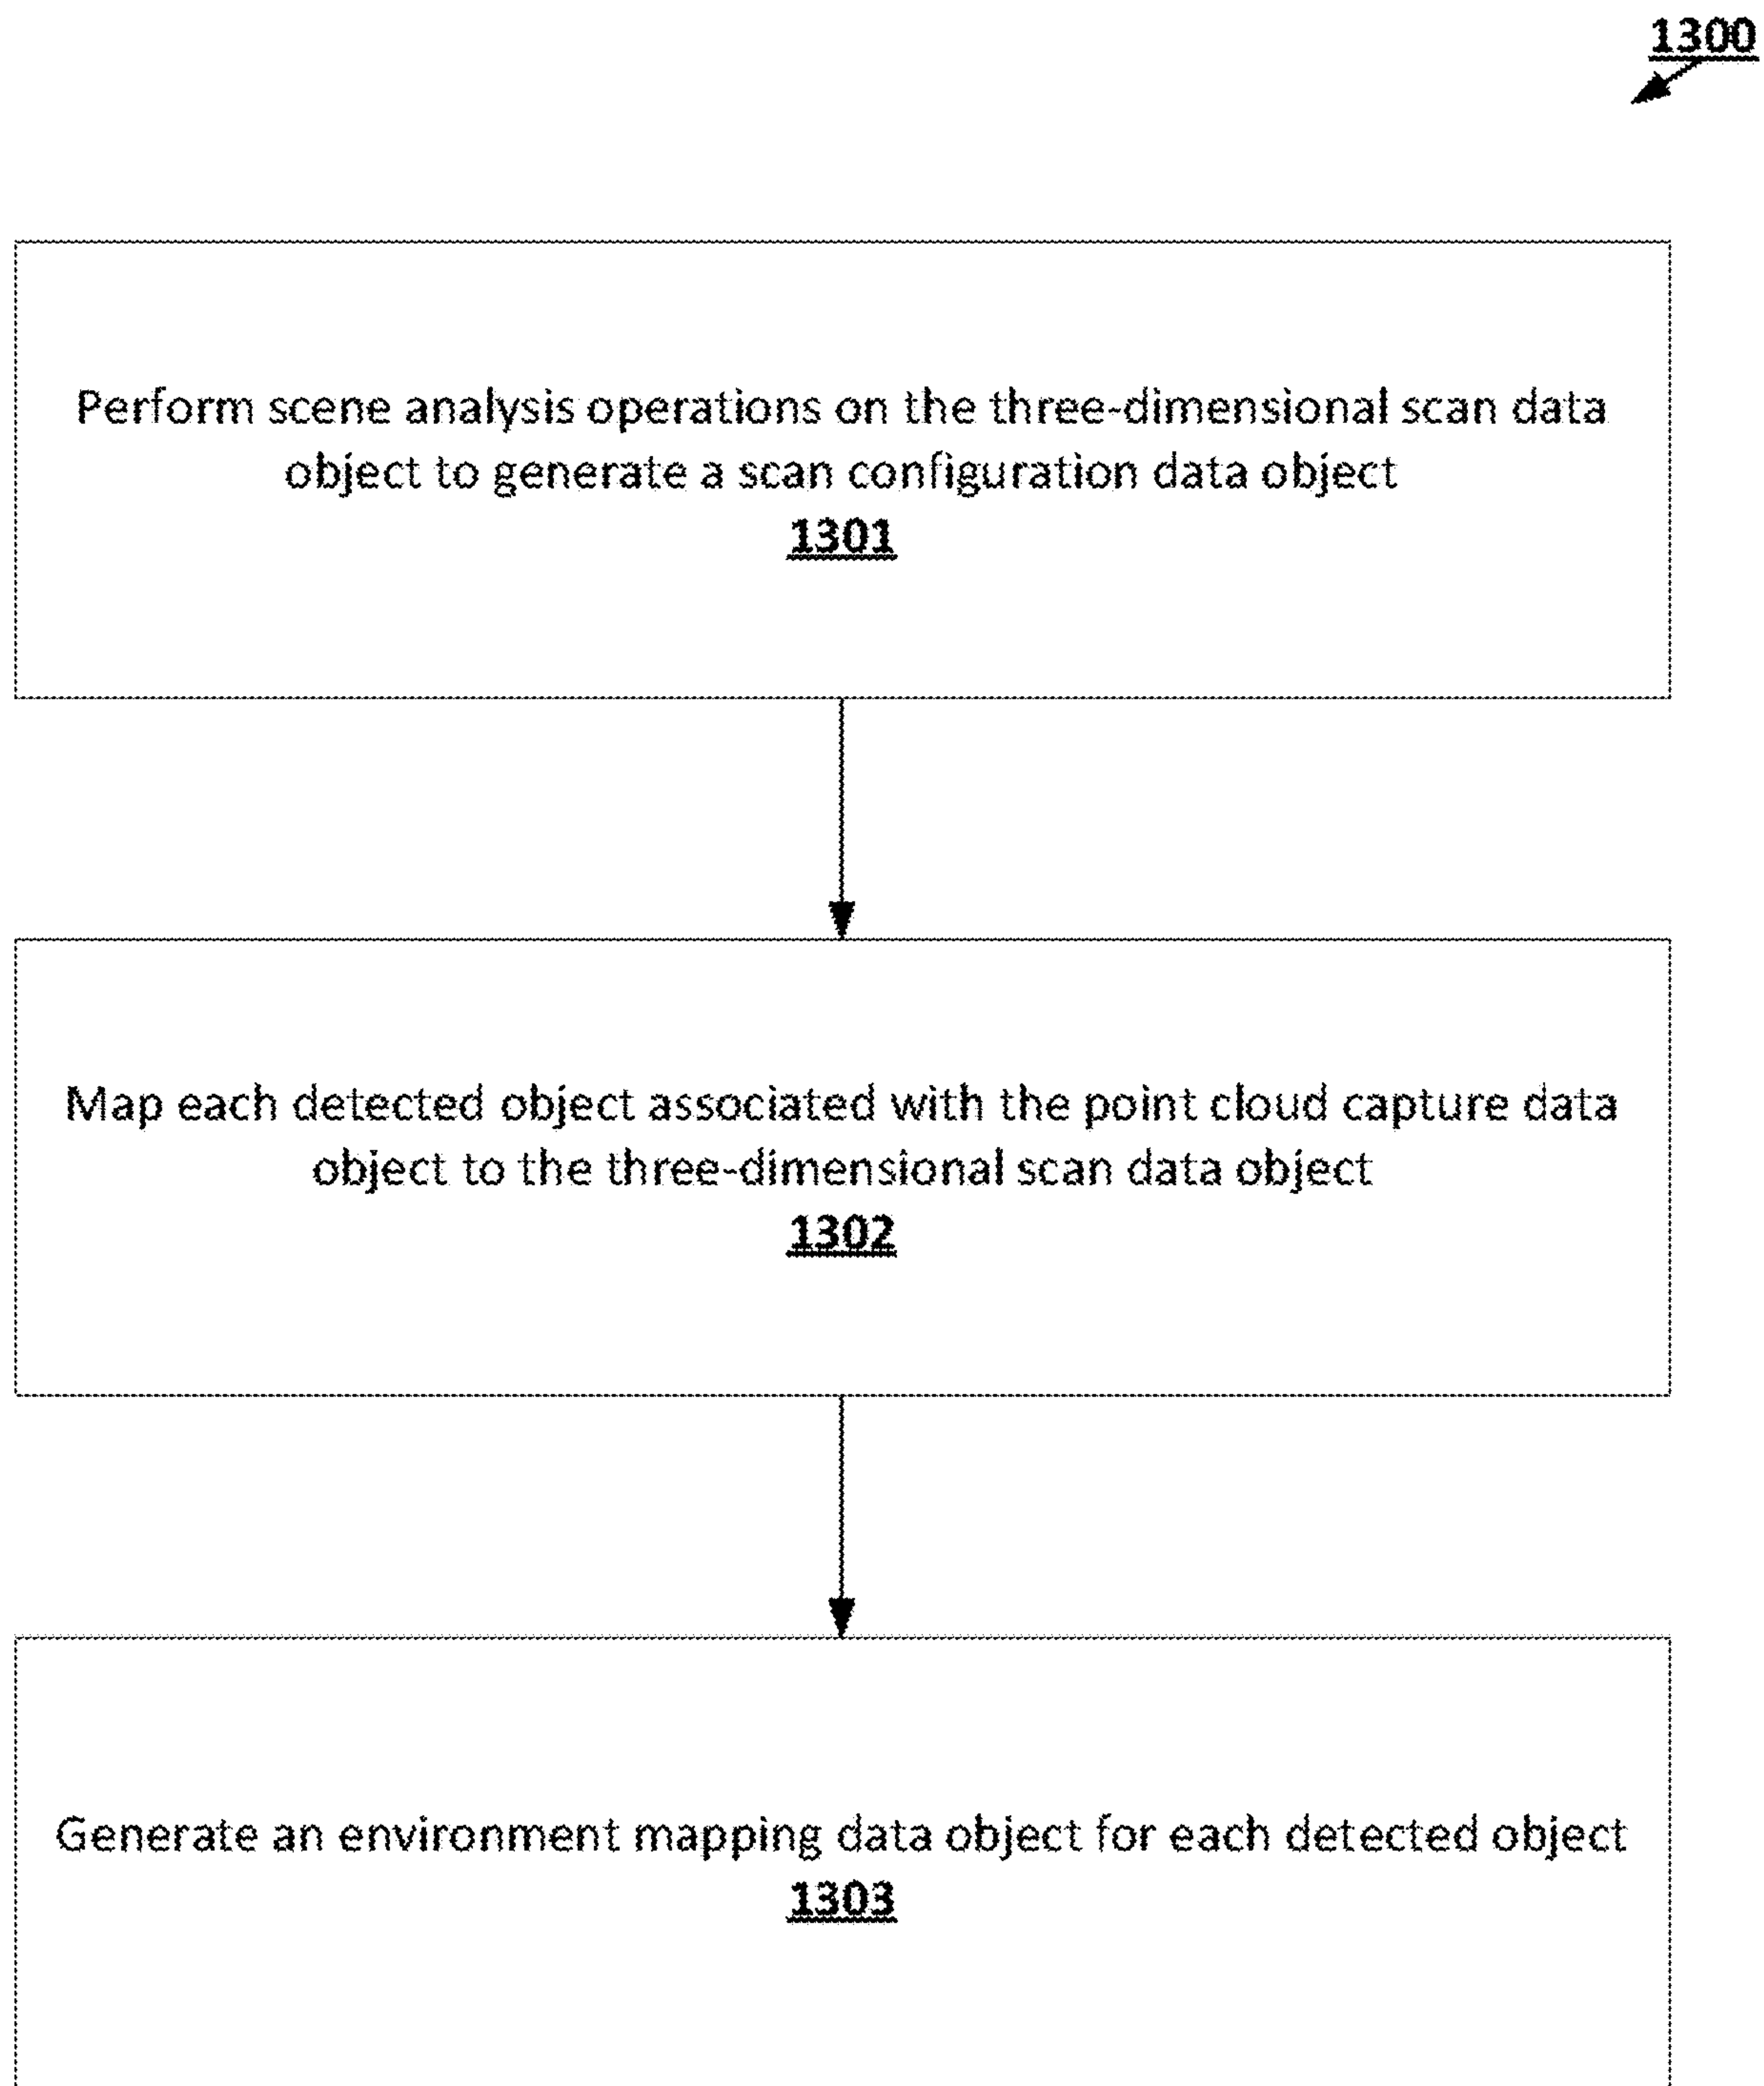 1300
Perform scene analysis operations on the three-dimensional scan data
object to generate a scan configuration data object
1301
Map each detected object associated with the point cloud capture data
object to the three-dimensional scan data object
1302
Generate an environment mapping data object for each detected object
1303